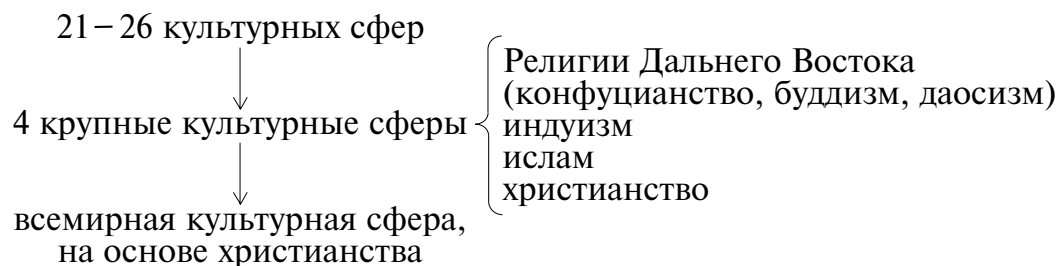 21–26 культурных сфер
4 крупные культурные сферы
Религии Дальнего Востока
(конфуцианство, буддизм, даосизм)
индуизм
ислам
христианство
всемирная культурная сфера,
на основе христианства